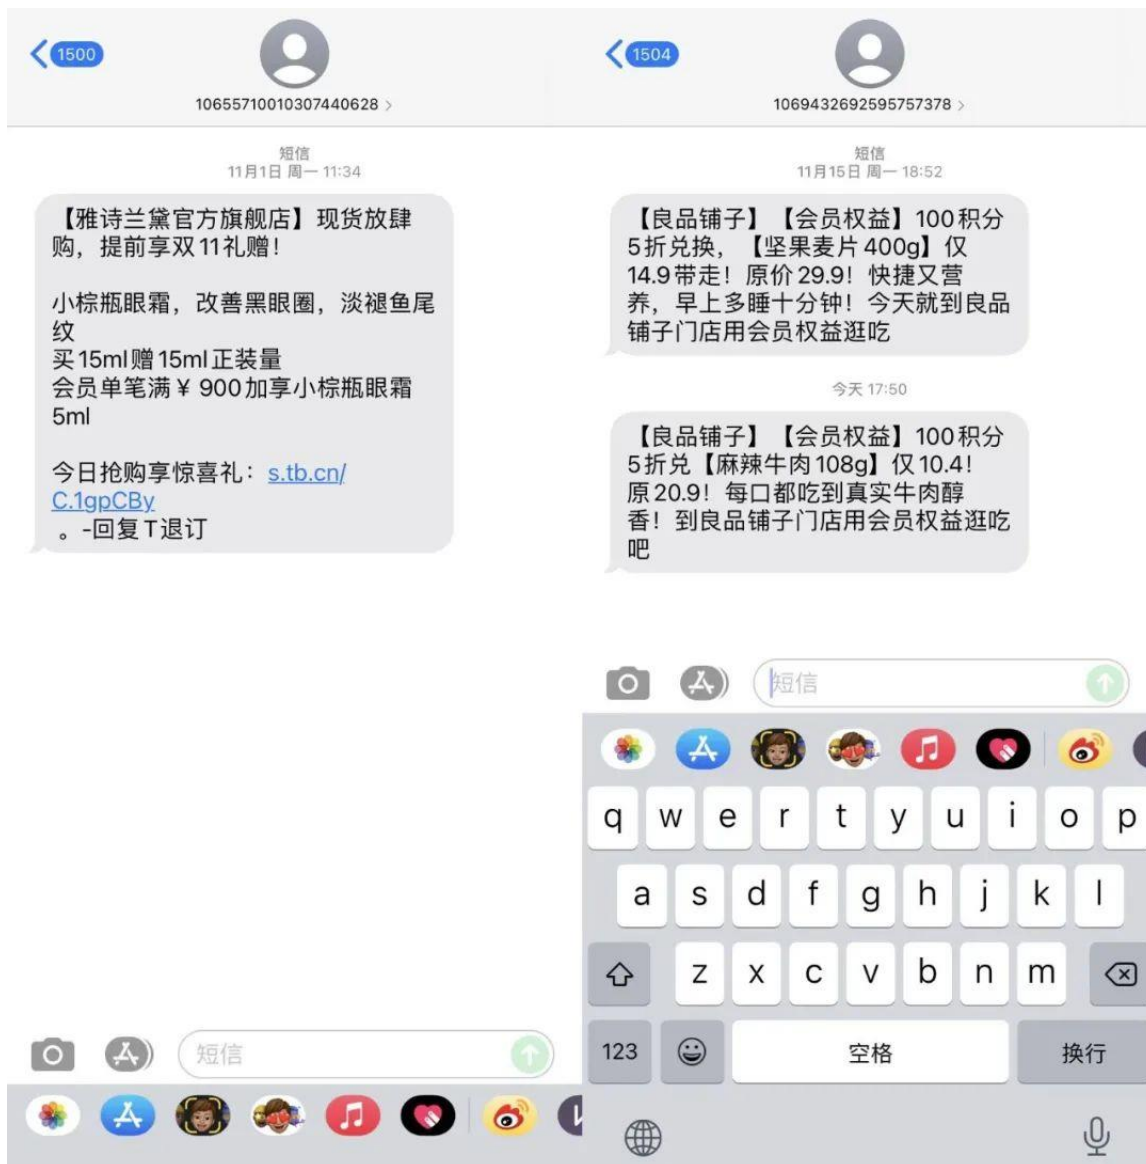 1500
10655710010307440628 >
短信
11月1日 周一 11:34
【雅诗兰黛官方旗舰店】现货放肆
购，提前享双11礼赠！
小棕瓶眼霜，改善黑眼圈，淡褪鱼尾
纹
买15ml赠15ml正装量
会员单笔满¥ 900加享小棕瓶眼霜
5ml
今日抢购享惊喜礼：s.tb.cn/
C.1gpCBy
。-回复T退订
短信
1504
1069432692595757378 >
短信
11月15日 周一 18:52
【良品铺子】【会员权益】100积分
5折兑换，【坚果麦片400g】仅
14.9带走！原价29.9！快捷又营
养，早上多睡十分钟！今天就到良品
铺子门店用会员权益逛吃
今天 17:50
【良品铺子】【会员权益】100积分
5折兑【麻辣牛肉108g】仅10.4！
原20.9！每口都吃到真实牛肉醇
香！到良品铺子门店用会员权益逛吃
吧
短信
q w e r t y u i o p
a s d f g h j k l
z x c v b n m
123 空格 换行